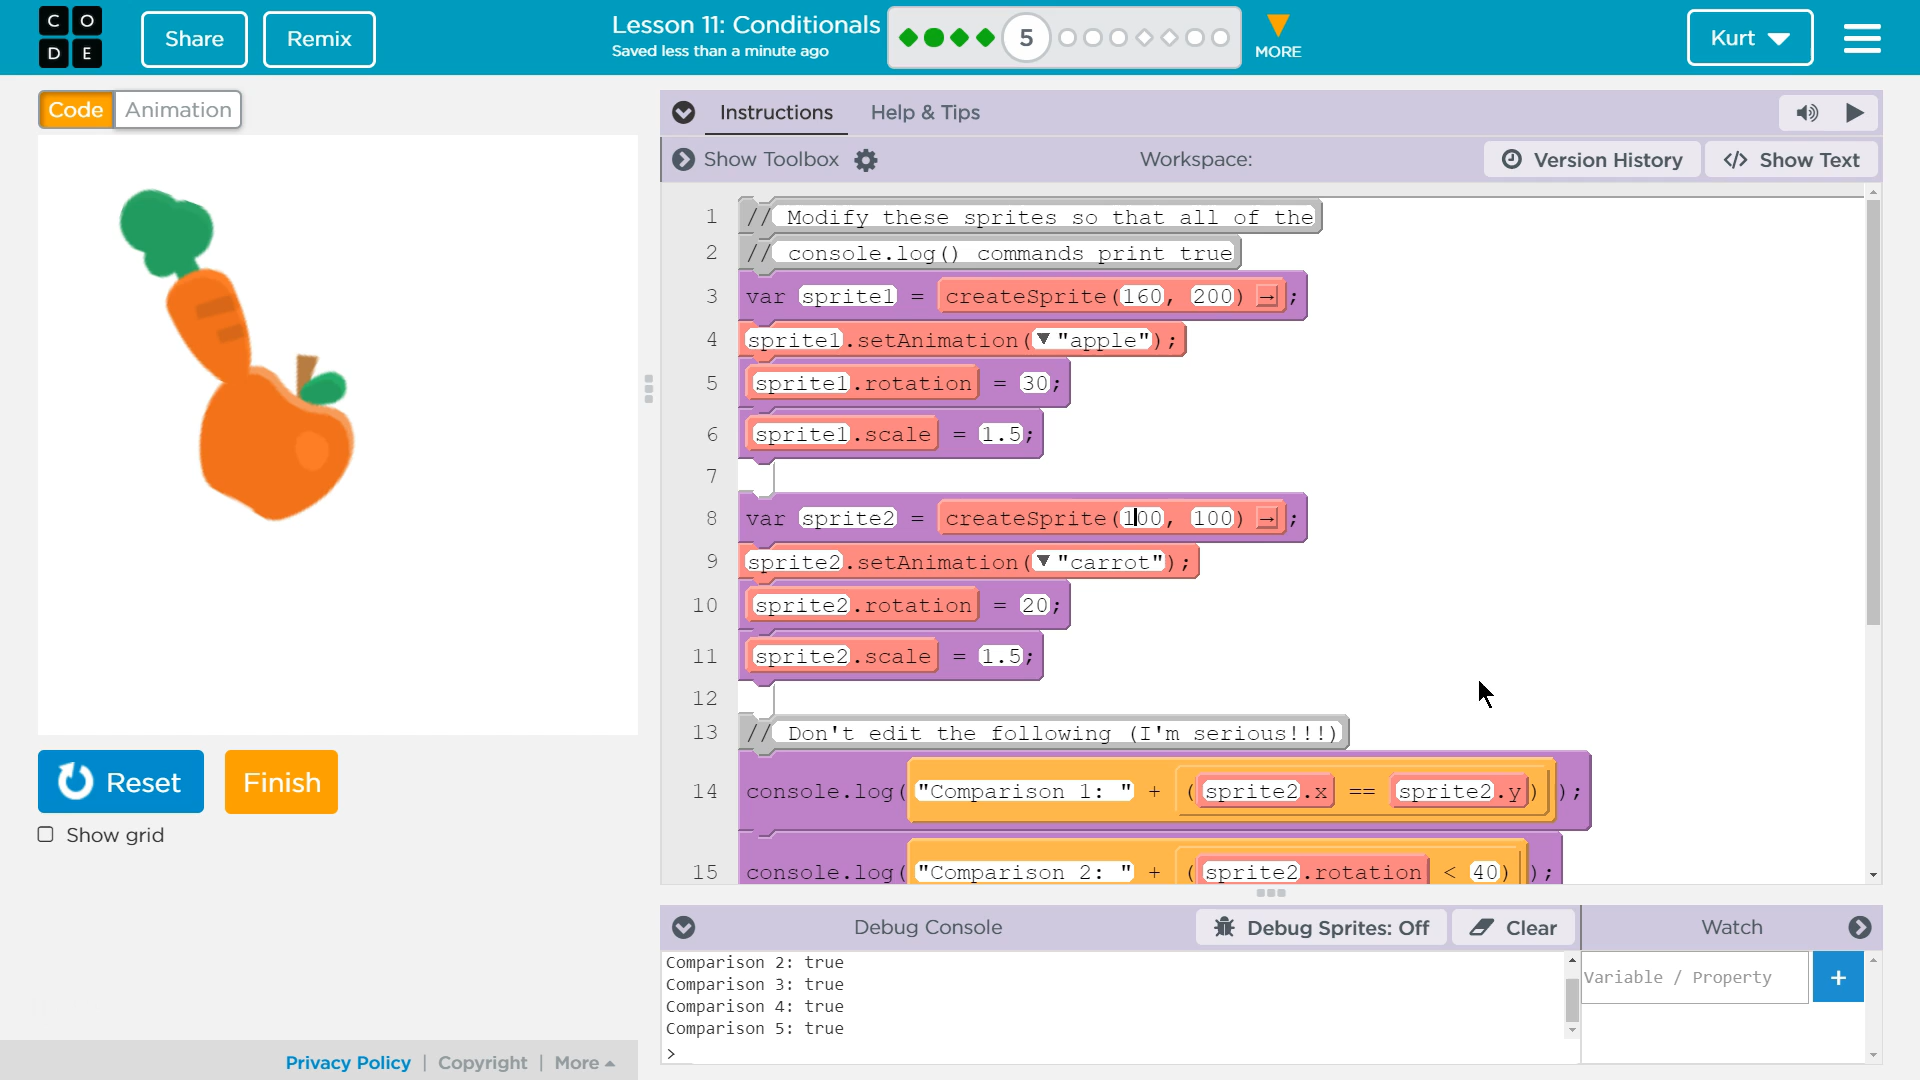 C O
D E
Share
Remix
Lesson 11: Conditionals
Saved less than a minute ago
5
MORE
Kurt
Code
Animation
Instructions
Help & Tips
Show Toolbox
Workspace:
Version History
</> Show Text
1 // Modify these sprites so that all of the
2 // console.log() commands print true
3 var sprite1 = createSprite(160, 200) → ;
4 sprite1.setAnimation(▼ "apple");
5 sprite1.rotation = 30;
6 sprite1.scale = 1.5;
7
8 var sprite2 = createSprite(100, 100) → ;
9 sprite2.setAnimation(▼ "carrot");
10 sprite2.rotation = 20;
11 sprite2.scale = 1.5;
12
13 // Don't edit the following (I'm serious!!!)
14 console.log("Comparison 1: " + (sprite2.x == sprite2.y));
15 console.log("Comparison 2: " + (sprite2.rotation < 40));
Reset
Finish
Show grid
Debug Console
Debug Sprites: Off
Clear
Watch
Comparison 2: true
Comparison 3: true
Comparison 4: true
Comparison 5: true
>
Variable / Property
+
Privacy Policy | Copyright | More